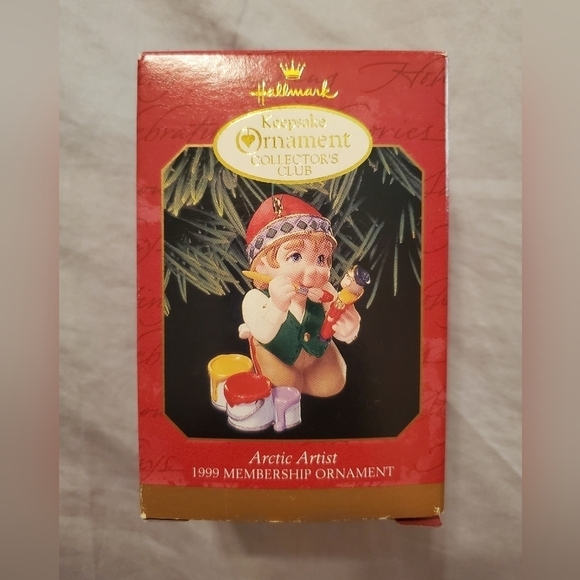 Hallmark
Keepsake
Ornament
COLLECTOR'S
CLUB
Arctic Artist
1999 MEMBERSHIP ORNAMENT